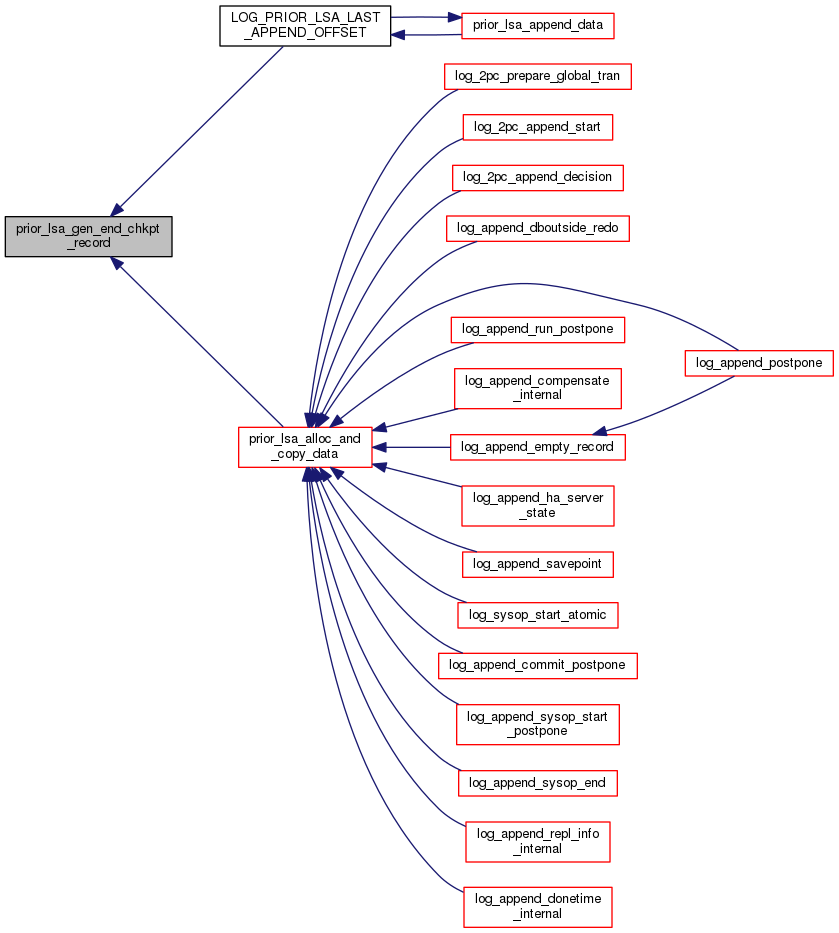 LOG_PRIOR_LSA_LAST
_APPEND_OFFSET
prior_lsa_append_data
log_2pc_prepare_global_tran
log_2pc_append_start
log_2pc_append_decision
log_append_dboutside_redo
prior_lsa_gen_end_chkpt
_record
log_append_run_postpone
log_append_postpone
log_append_compensate
_internal
prior_lsa_alloc_and
_copy_data
log_append_empty_record
log_append_ha_server
_state
log_append_savepoint
log_sysop_start_atomic
log_append_commit_postpone
log_append_sysop_start
_postpone
log_append_sysop_end
log_append_repl_info
_internal
log_append_donetime
_internal